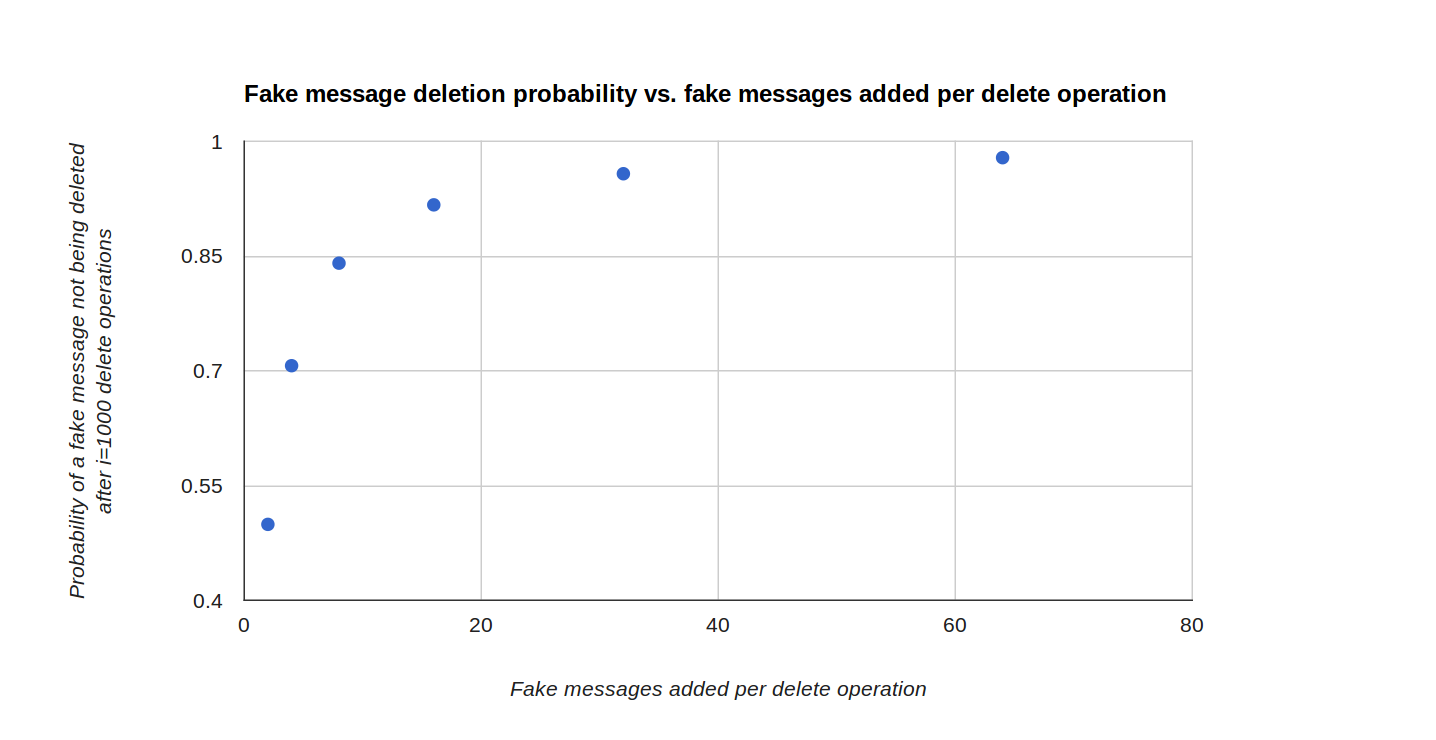 Fake message deletion probability vs. fake messages added per delete operation
Probability of a fake message not being deleted
after i=1000 delete operations
1
0.85
0.7
0.55
0.4
0
20
40
60
80
Fake messages added per delete operation